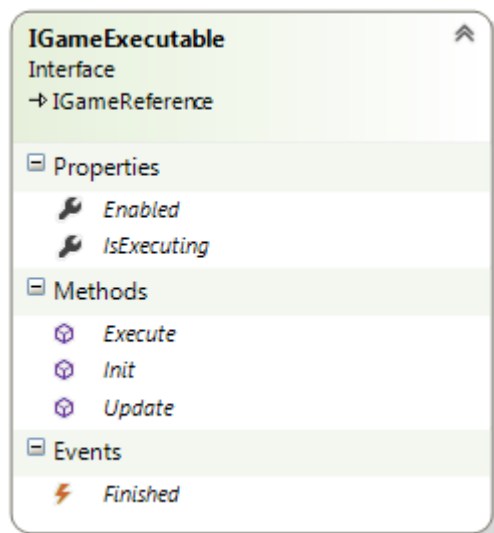 IGameExecutable
Interface
IGameReference
Properties
Enabled
IsExecuting
Methods
Execute
Init
Update
Events
Finished